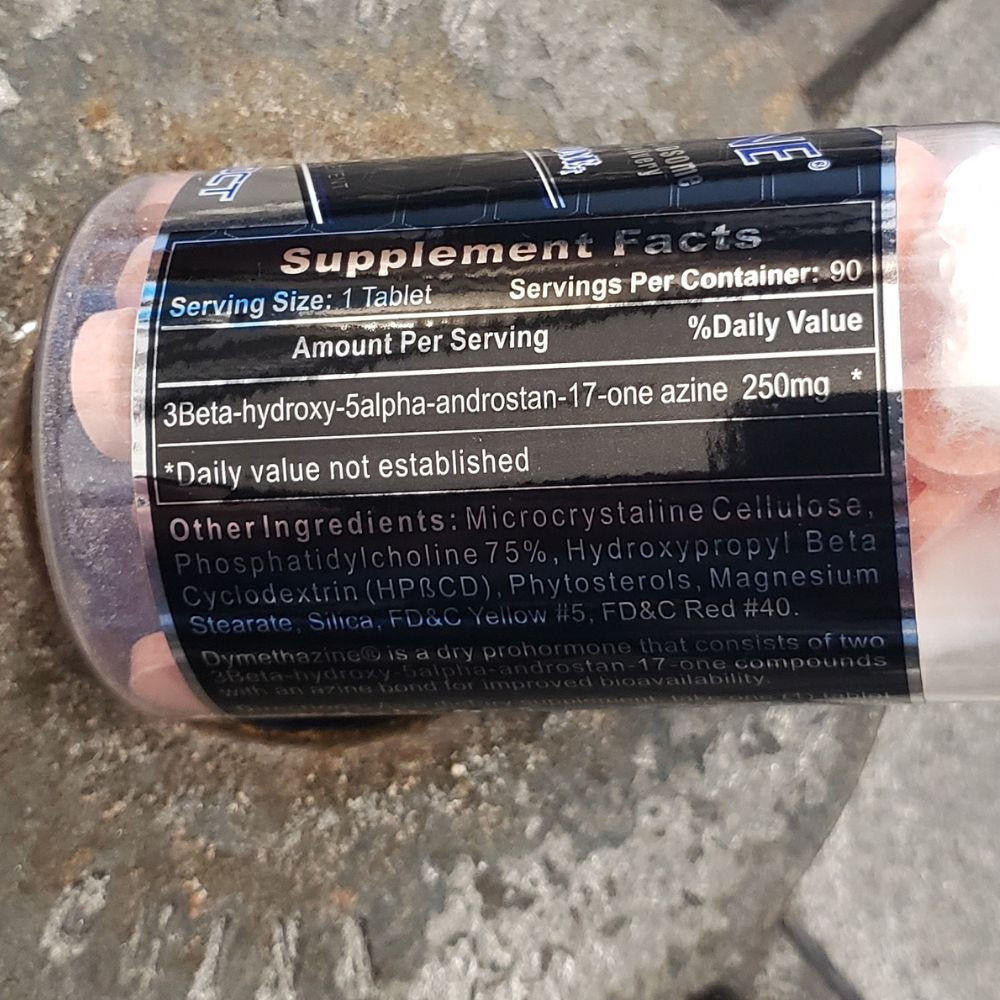 NE®
Supplement Facts
Serving Size: 1 Tablet Servings Per Container: 90
Amount Per Serving %Daily Value
3Beta-hydroxy-5alpha-androstan-17-one azine 250mg *
*Daily value not established
Other Ingredients: Microcrystaline Cellulose,
Phosphatidylcholine 75%, Hydroxypropyl Beta
Cyclodextrin (HPßCD), Phytosterols, Magnesium
Stearate, Silica, FD&C Yellow #5, FD&C Red #40.
Dymethazine® is a dry prohormone that consists of two
3Beta-hydroxy-5alpha-androstan-17-one compounds
with an azine bond for improved bioavailability.